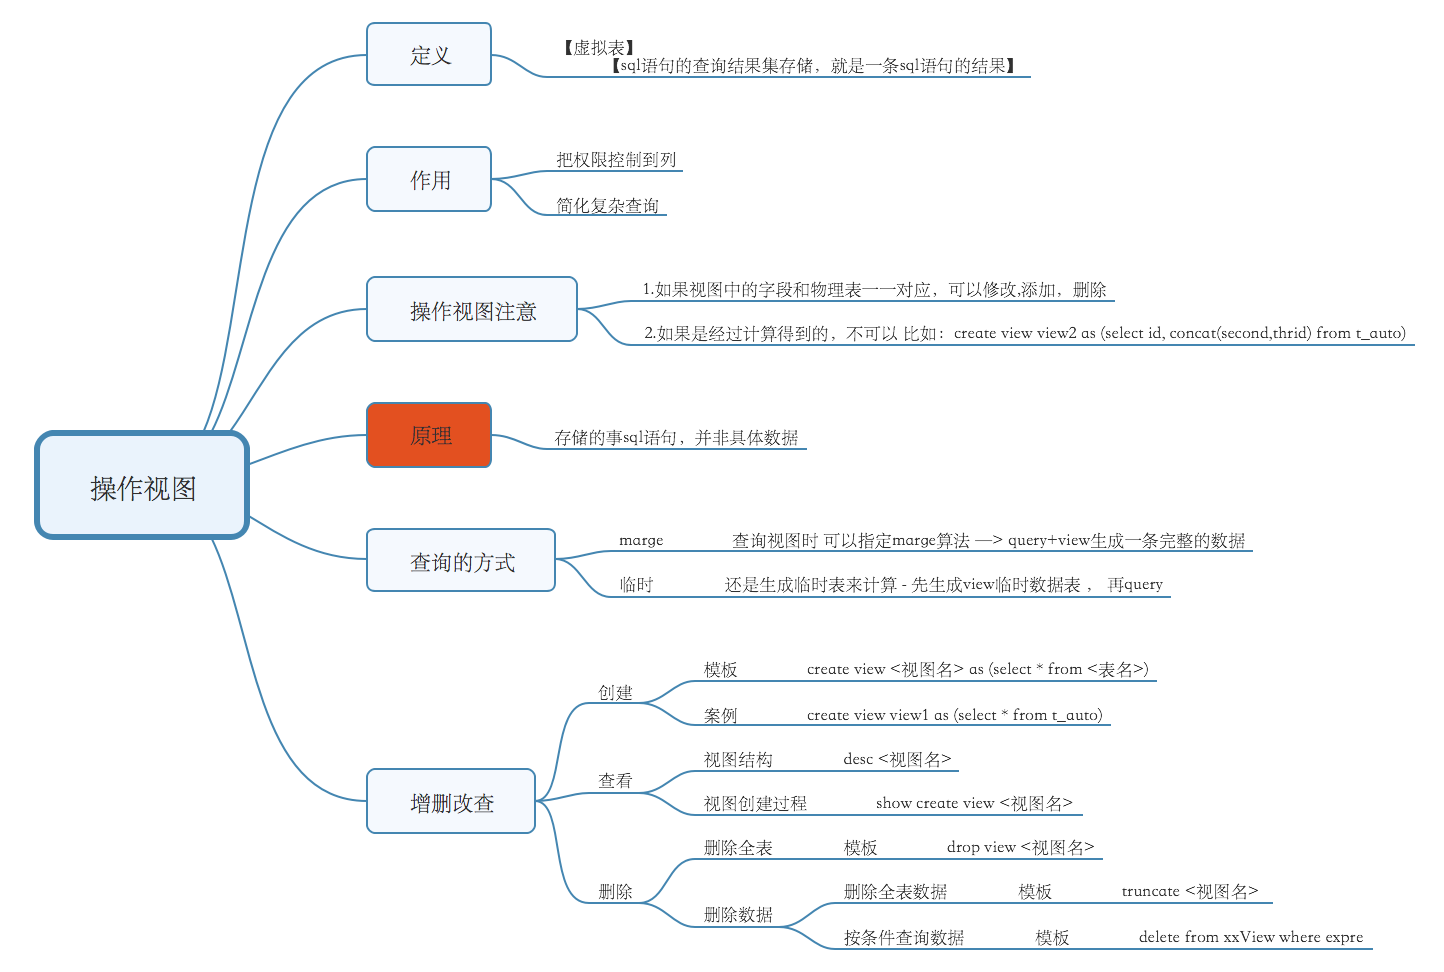 定义
【虚拟表】
【sql语句的查询结果集存储，就是一条sql语句的结果】
作用
把权限控制到列
简化复杂查询
操作视图注意
1.如果视图中的字段和物理表一一对应，可以修改,添加，删除
2.如果是经过计算得到的，不可以 比如：create view view2 as (select id, concat(second,thrid) from t_auto)
原理
存储的事sql语句，并非具体数据
操作视图
查询的方式
marge 查询视图时 可以指定marge算法 —> query+view生成一条完整的数据
临时 还是生成临时表来计算 - 先生成view临时数据表 ， 再query
增删改查
创建
模板 create view <视图名> as (select * from <表名>)
案例 create view view1 as (select * from t_auto)
查看
视图结构 desc <视图名>
视图创建过程 show create view <视图名>
删除
删除全表 模板 drop view <视图名>
删除数据
删除全表数据 模板 truncate <视图名>
按条件查询数据 模板 delete from xxView where expre